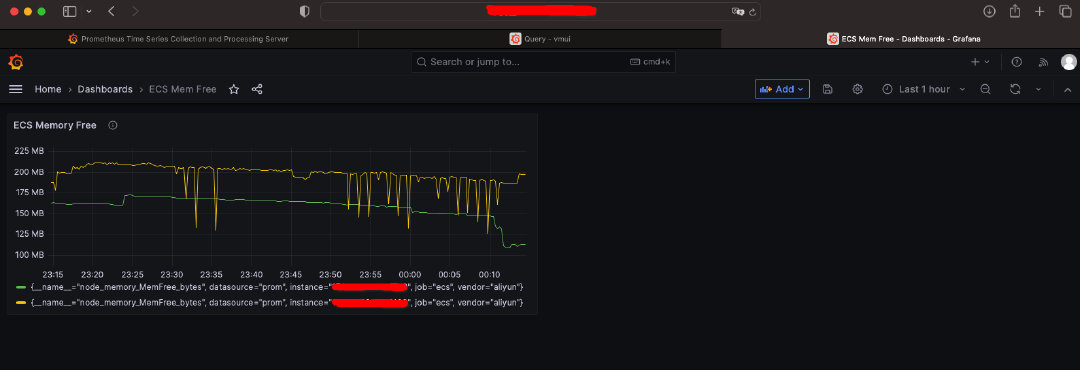 Prometheus Time Series Collection and Processing Server
Query - vmui
ECS Mem Free - Dashboards - Grafana
Search or jump to...
cmd+k
Home › Dashboards › ECS Mem Free
Add
Last 1 hour
ECS Memory Free
225 MB
200 MB
175 MB
150 MB
125 MB
100 MB
23:15 23:20 23:25 23:30 23:35 23:40 23:45 23:50 23:55 00:00 00:05 00:10
{__name__="node_memory_MemFree_bytes", datasource="prom", instance=" ", job="ecs", vendor="aliyun"}
{__name__="node_memory_MemFree_bytes", datasource="prom", instance=" ", job="ecs", vendor="aliyun"}